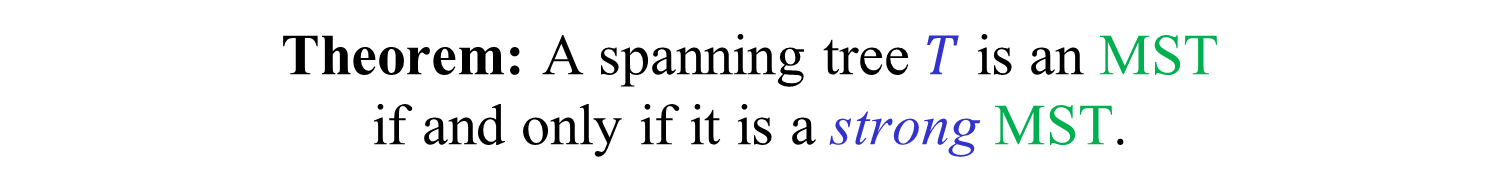 Theorem: A spanning tree T is an MST
if and only if it is a strong MST.